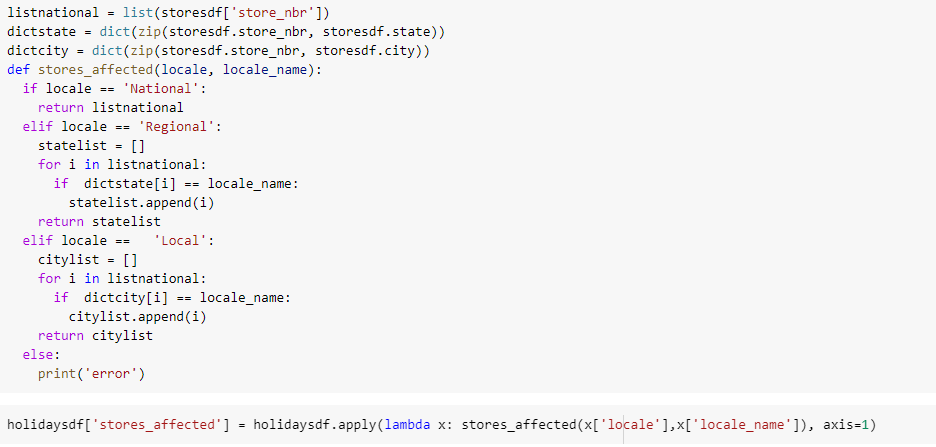 listnational = list(storesdf['store_nbr'])
dictstate = dict(zip(storesdf.store_nbr, storesdf.state))
dictcity = dict(zip(storesdf.store_nbr, storesdf.city))
def stores_affected(locale, locale_name):
  if locale == 'National':
    return listnational
  elif locale == 'Regional':
    statelist = []
    for i in listnational:
      if  dictstate[i] == locale_name:
        statelist.append(i)
    return statelist
  elif locale ==   'Local':
    citylist = []
    for i in listnational:
      if  dictcity[i] == locale_name:
        citylist.append(i)
    return citylist
  else:
    print('error')
holidaysdf['stores_affected'] = holidaysdf.apply(lambda x: stores_affected(x['locale'],x['locale_name']), axis=1)